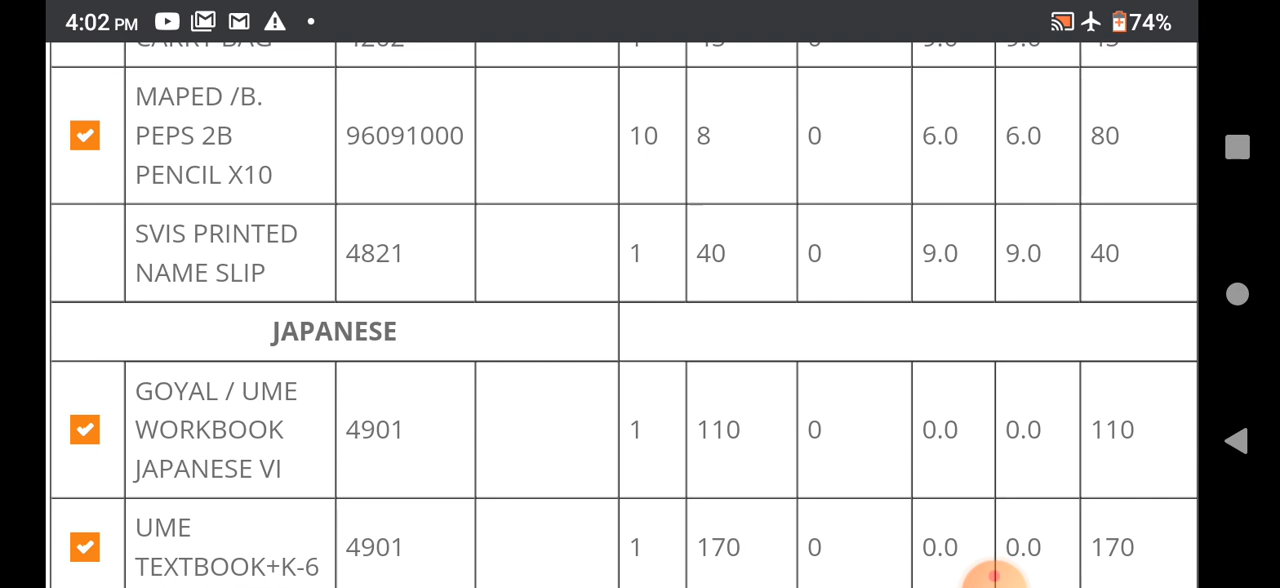 4:02 PM 74%
MAPED /B.
PEPS 2B
PENCIL X10
96091000 10 8 0 6.0 6.0 80
SVIS PRINTED
NAME SLIP
4821 1 40 0 9.0 9.0 40
JAPANESE
GOYAL / UME
WORKBOOK
JAPANESE VI
4901 1 110 0 0.0 0.0 110
UME
TEXTBOOK+K-6
4901 1 170 0 0.0 0.0 170